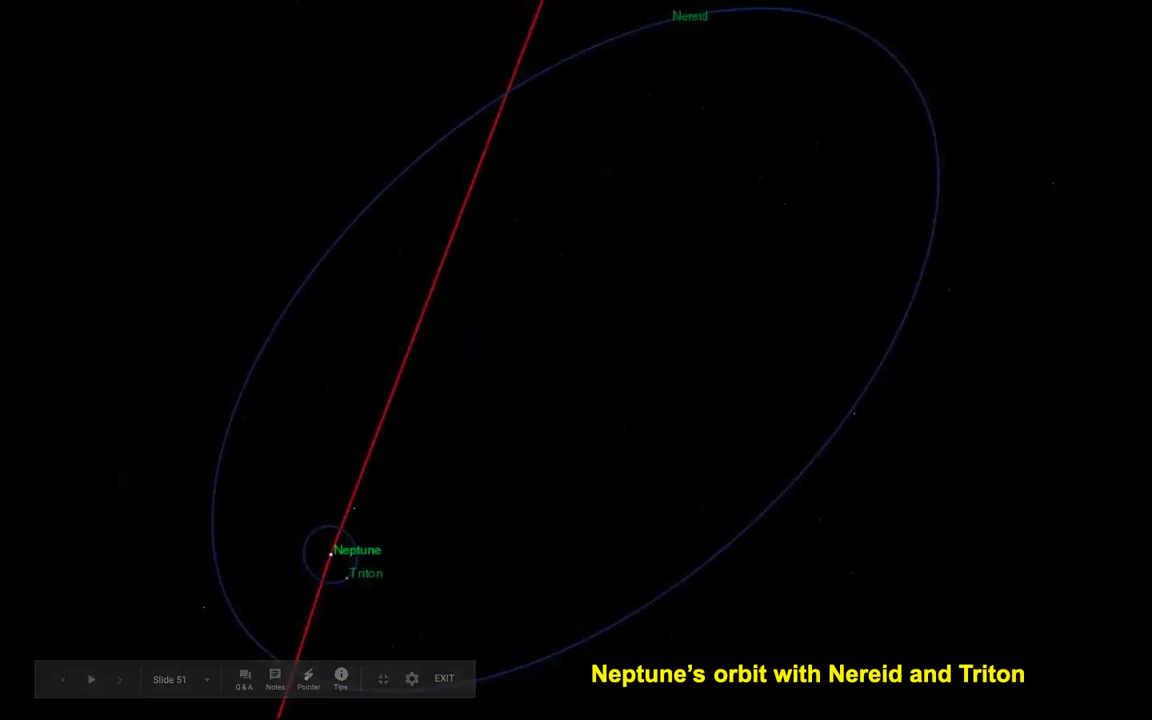 Nereid
Neptune
Triton
Slide 51
Q&A
Notes
Pointer
Tips
EXIT
Neptune’s orbit with Nereid and Triton